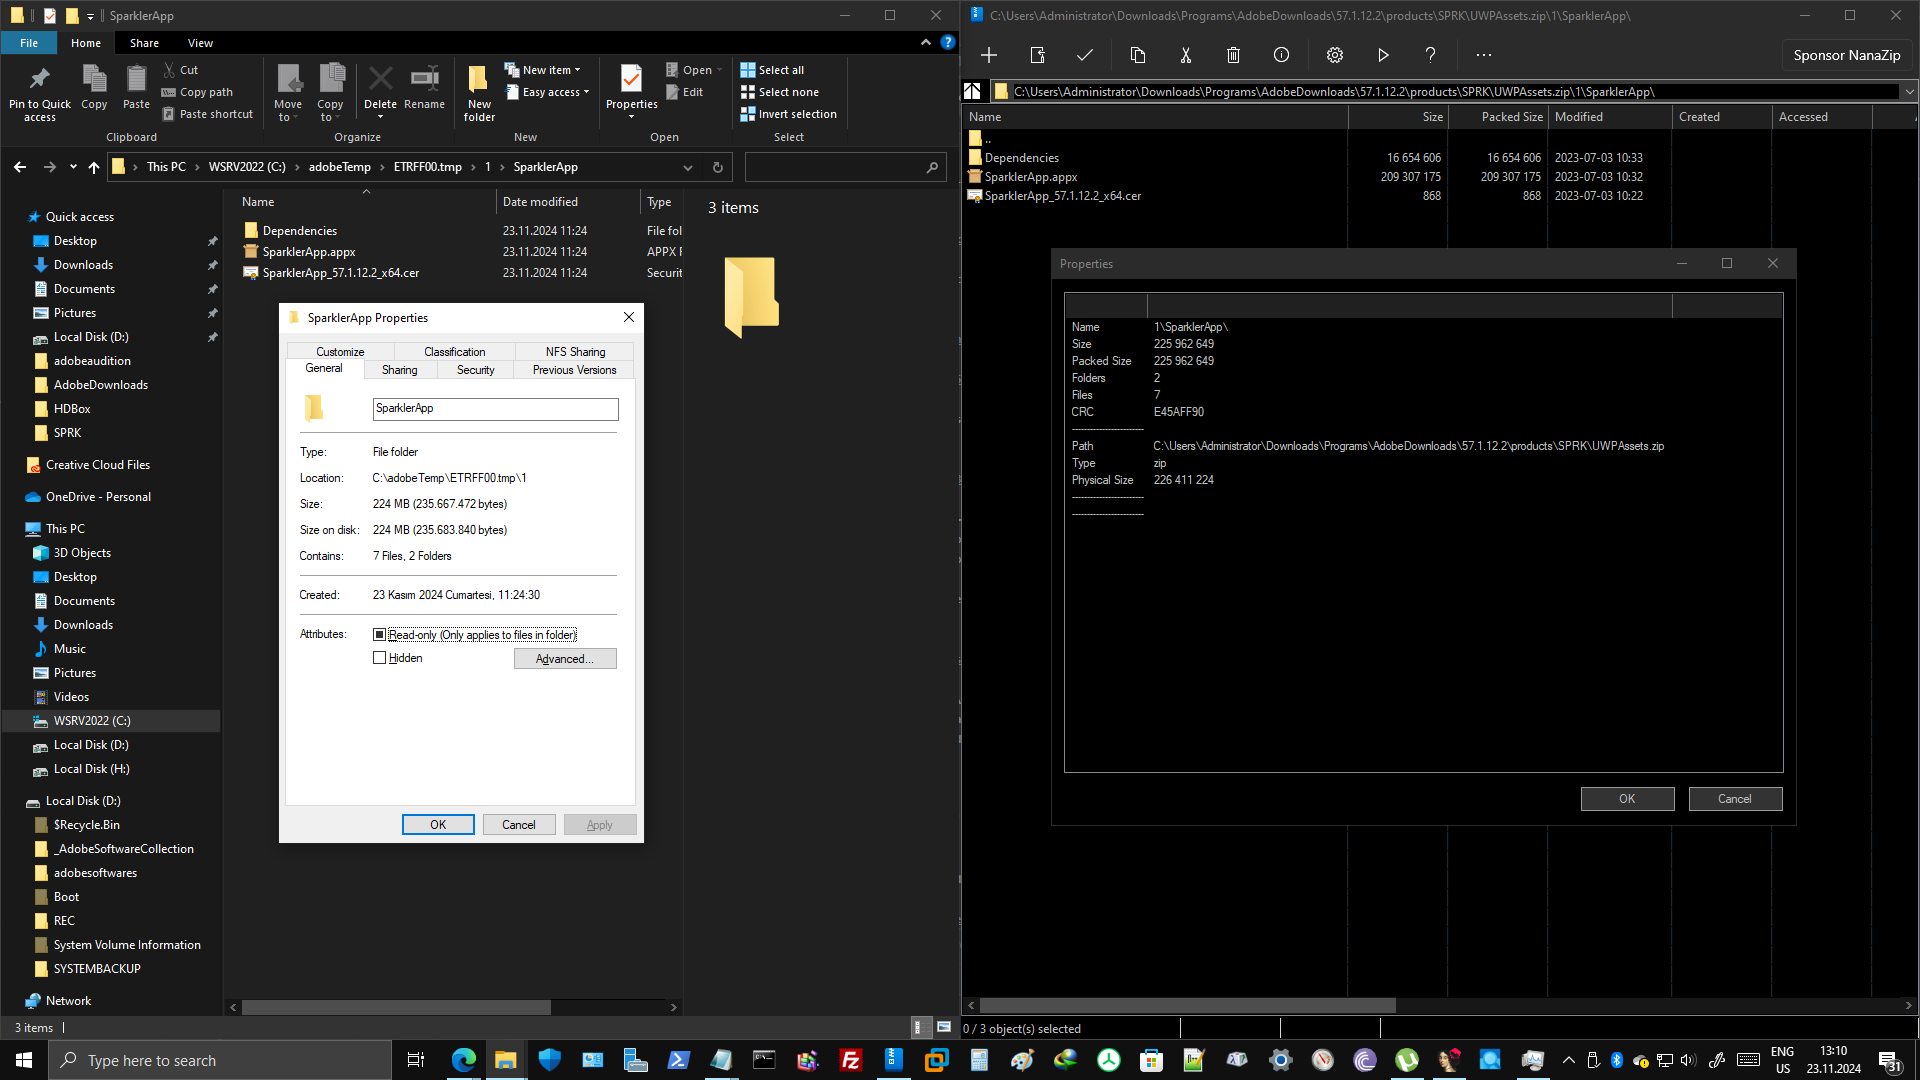 SparklerApp
File
Home
Share
View
Pin to Quick
access
Copy
Paste
Cut
Copy path
Paste shortcut
Clipboard
Move
to
Copy
to
Delete
Rename
Organize
New
folder
New item
Easy access
New
Properties
Open
Edit
Open
Select all
Select none
Invert selection
Select
This PC
WSRV2022 (C:)
adobeTemp
ETRFF00.tmp
1
SparklerApp
Quick access
Desktop
Downloads
Documents
Pictures
Local Disk (D:)
adobeaudition
AdobeDownloads
HDBox
SPRK
Creative Cloud Files
OneDrive - Personal
This PC
3D Objects
Desktop
Documents
Downloads
Music
Pictures
Videos
WSRV2022 (C:)
Local Disk (D:)
Local Disk (H:)
Local Disk (D:)
$Recycle.Bin
_AdobeSoftwareCollection
adobesoftwares
Boot
REC
System Volume Information
SYSTEMBACKUP
Network
Name
Date modified
Type
Dependencies
23.11.2024 11:24
File fol
SparklerApp.appx
23.11.2024 11:24
APPX F
SparklerApp_57.1.12.2_x64.cer
23.11.2024 11:24
Securit
3 items
SparklerApp Properties
Customize
Classification
NFS Sharing
General
Sharing
Security
Previous Versions
SparklerApp
Type:
File folder
Location:
C:\adobeTemp\ETRFF00.tmp\1
Size:
224 MB (235.667.472 bytes)
Size on disk:
224 MB (235.683.840 bytes)
Contains:
7 Files, 2 Folders
Created:
23 Kasım 2024 Cumartesi, 11:24:30
Attributes:
Read-only (Only applies to files in folder)
Hidden
Advanced...
OK
Cancel
Apply
3 items
C:\Users\Administrator\Downloads\Programs\AdobeDownloads\57.1.12.2\products\SPRK\UWPAssets.zip\1\SparklerApp\
Sponsor NanaZip
C:\Users\Administrator\Downloads\Programs\AdobeDownloads\57.1.12.2\products\SPRK\UWPAssets.zip\1\SparklerApp\
Name
Size
Packed Size
Modified
Created
Accessed
..
Dependencies
16 654 606
16 654 606
2023-07-03 10:33
SparklerApp.appx
209 307 175
209 307 175
2023-07-03 10:32
SparklerApp_57.1.12.2_x64.cer
868
868
2023-07-03 10:22
Properties
Name
1\SparklerApp\
Size
225 962 649
Packed Size
225 962 649
Folders
2
Files
7
CRC
E45AFF90
------------------------
Path
C:\Users\Administrator\Downloads\Programs\AdobeDownloads\57.1.12.2\products\SPRK\UWPAssets.zip
Type
zip
Physical Size
226 411 224
------------------------
------------------------
OK
Cancel
0 / 3 object(s) selected
Type here to search
ENG
US
13:10
23.11.2024
31